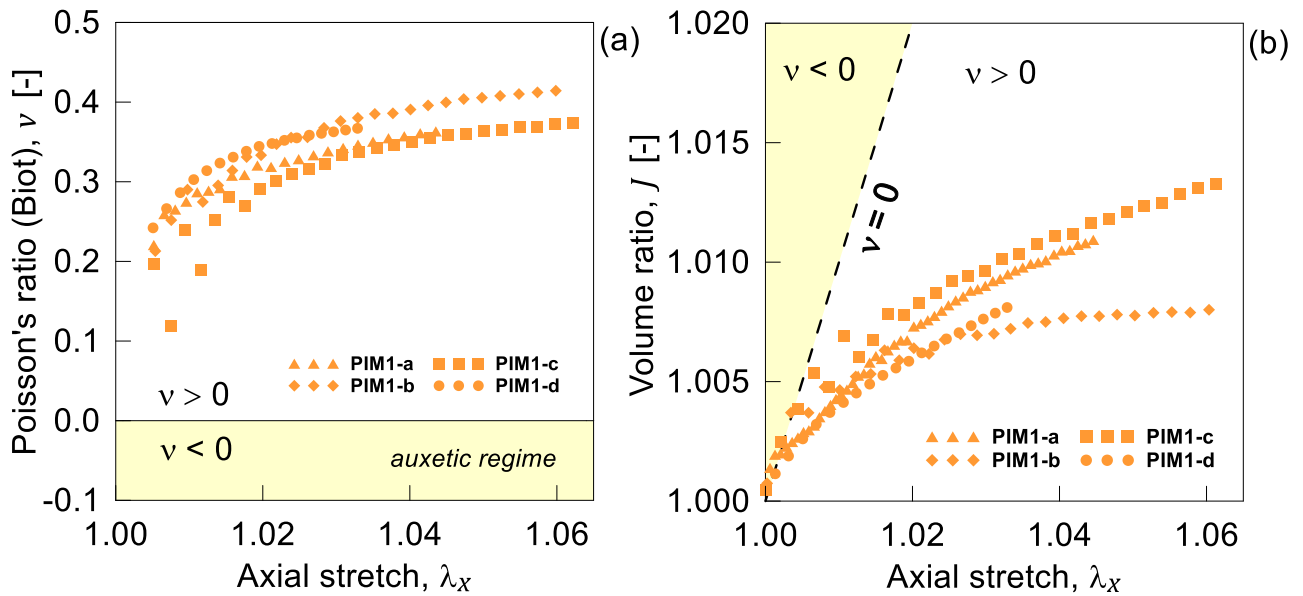 (a)
Poisson's ratio (Biot), ν [-]
0.5
0.4
0.3
0.2
0.1
0.0
-0.1
PIM1-a
PIM1-c
PIM1-b
PIM1-d
ν > 0
ν < 0
auxetic regime
1.00
1.02
1.04
1.06
Axial stretch, λx
(b)
Volume ratio, J [-]
1.020
1.015
1.010
1.005
1.000
ν < 0
ν > 0
ν = 0
PIM1-a
PIM1-c
PIM1-b
PIM1-d
1.00
1.02
1.04
1.06
Axial stretch, λx